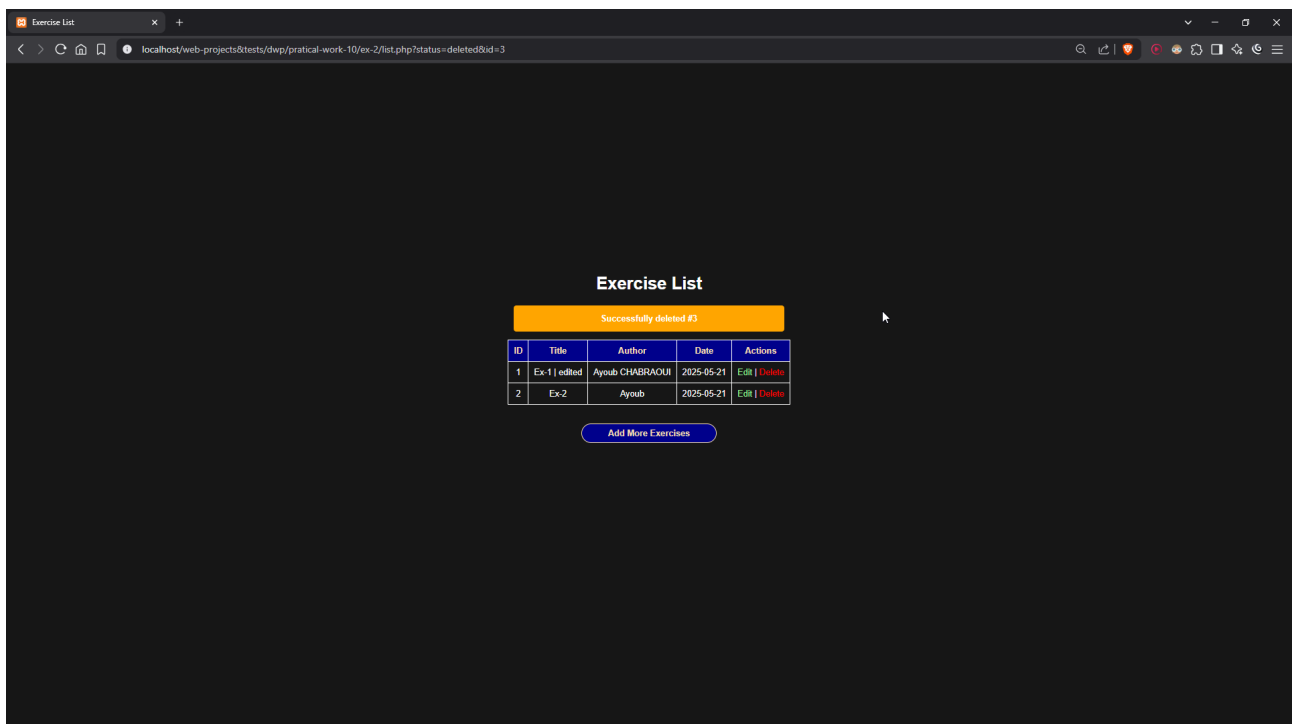 Exercise List
localhost/web-projects&tests/dwp/pratical-work-10/ex-2/list.php?status=deleted&id=3
Exercise List
Successfully deleted #3
ID Title Author Date Actions
1 Ex-1 | edited Ayoub CHABRAOUI 2025-05-21 Edit | Delete
2 Ex-2 Ayoub 2025-05-21 Edit | Delete
Add More Exercises